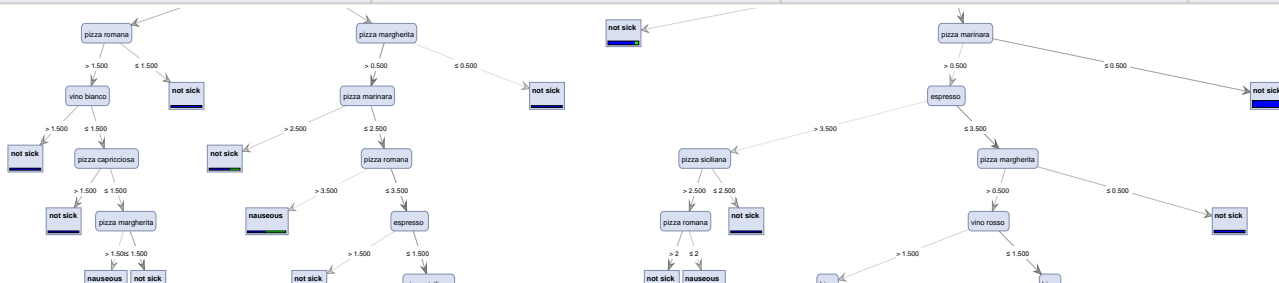 not sick
pizza romana
pizza margherita
pizza marinara
> 1.500
≤ 1.500
> 0.500
≤ 0.500
> 0.500
≤ 0.500
vino bianco
not sick
pizza marinara
not sick
espresso
not sick
> 1.500
≤ 1.500
> 2.500
≤ 2.500
> 3.500
≤ 3.500
not sick
pizza capricciosa
not sick
pizza romana
pizza siciliana
pizza margherita
> 1.500
≤ 1.500
> 3.500
≤ 3.500
> 2.500
≤ 2.500
> 0.500
≤ 0.500
not sick
pizza margherita
nauseous
espresso
pizza romana
not sick
vino rosso
not sick
> 1.500
≤ 1.500
> 1.500
≤ 1.500
> 2
≤ 2
> 1.500
≤ 1.500
nauseous
not sick
not sick
not sick
nauseous